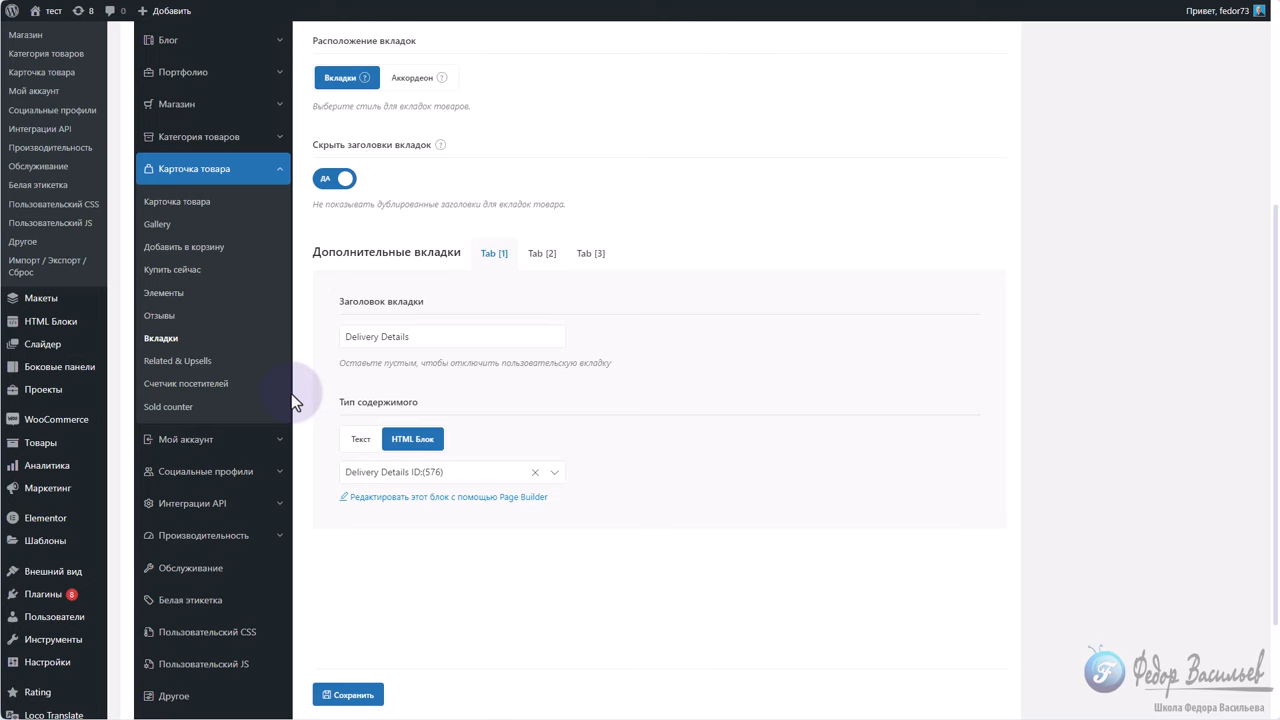 тест
8
0
Добавить
Привет, fedor73
Магазин
Категория товаров
Карточка товара
Мой аккаунт
Социальные профили
Интеграции API
Производительность
Обслуживание
Белая этикетка
Пользовательский CSS
Пользовательский JS
Другое
Импорт / Экспорт /
Сброс
Макеты
HTML Блоки
Слайдер
Боковые панели
Проекты
WooCommerce
Товары
Аналитика
Маркетинг
Elementor
Шаблоны
Внешний вид
Плагины 8
Пользователи
Инструменты
Настройки
Rating
Loco Translate
Блог
Портфолио
Магазин
Категория товаров
Карточка товара
Карточка товара
Gallery
Добавить в корзину
Купить сейчас
Элементы
Отзывы
Вкладки
Related & Upsells
Счетчик посетителей
Sold counter
Мой аккаунт
Социальные профили
Интеграции API
Производительность
Обслуживание
Белая этикетка
Пользовательский CSS
Пользовательский JS
Другое
Расположение вкладок
Вкладки ? Аккордеон ?
Выберите стиль для вкладок товаров.
Скрыть заголовки вкладок ?
ДА
Не показывать дублированные заголовки для вкладок товара.
Дополнительные вкладки Tab [1] Tab [2] Tab [3]
Заголовок вкладки
Delivery Details
Оставьте пустым, чтобы отключить пользовательскую вкладку
Тип содержимого
Текст HTML Блок
Delivery Details ID:(576)
Редактировать этот блок с помощью Page Builder
Сохранить
Федор Васильев
Школа Федора Васильева